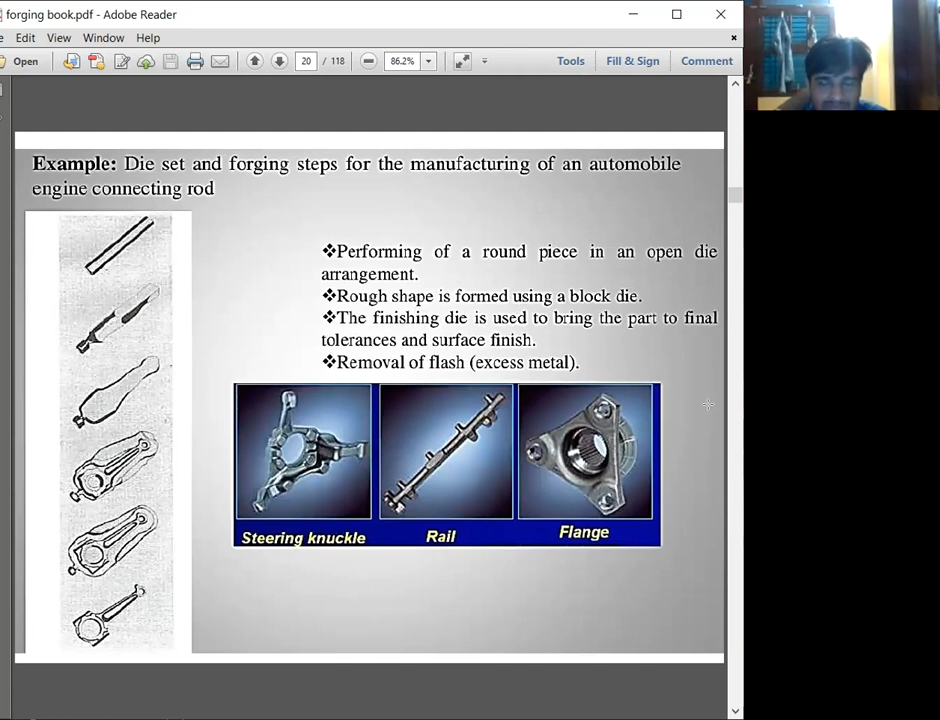 forging book.pdf - Adobe Reader
Edit View Window Help
Open 20 / 118 86.2% Tools Fill & Sign Comment
Example: Die set and forging steps for the manufacturing of an automobile
engine connecting rod
❖Performing of a round piece in an open die
arrangement.
❖Rough shape is formed using a block die.
❖The finishing die is used to bring the part to final
tolerances and surface finish.
❖Removal of flash (excess metal).
Steering knuckle Rail Flange